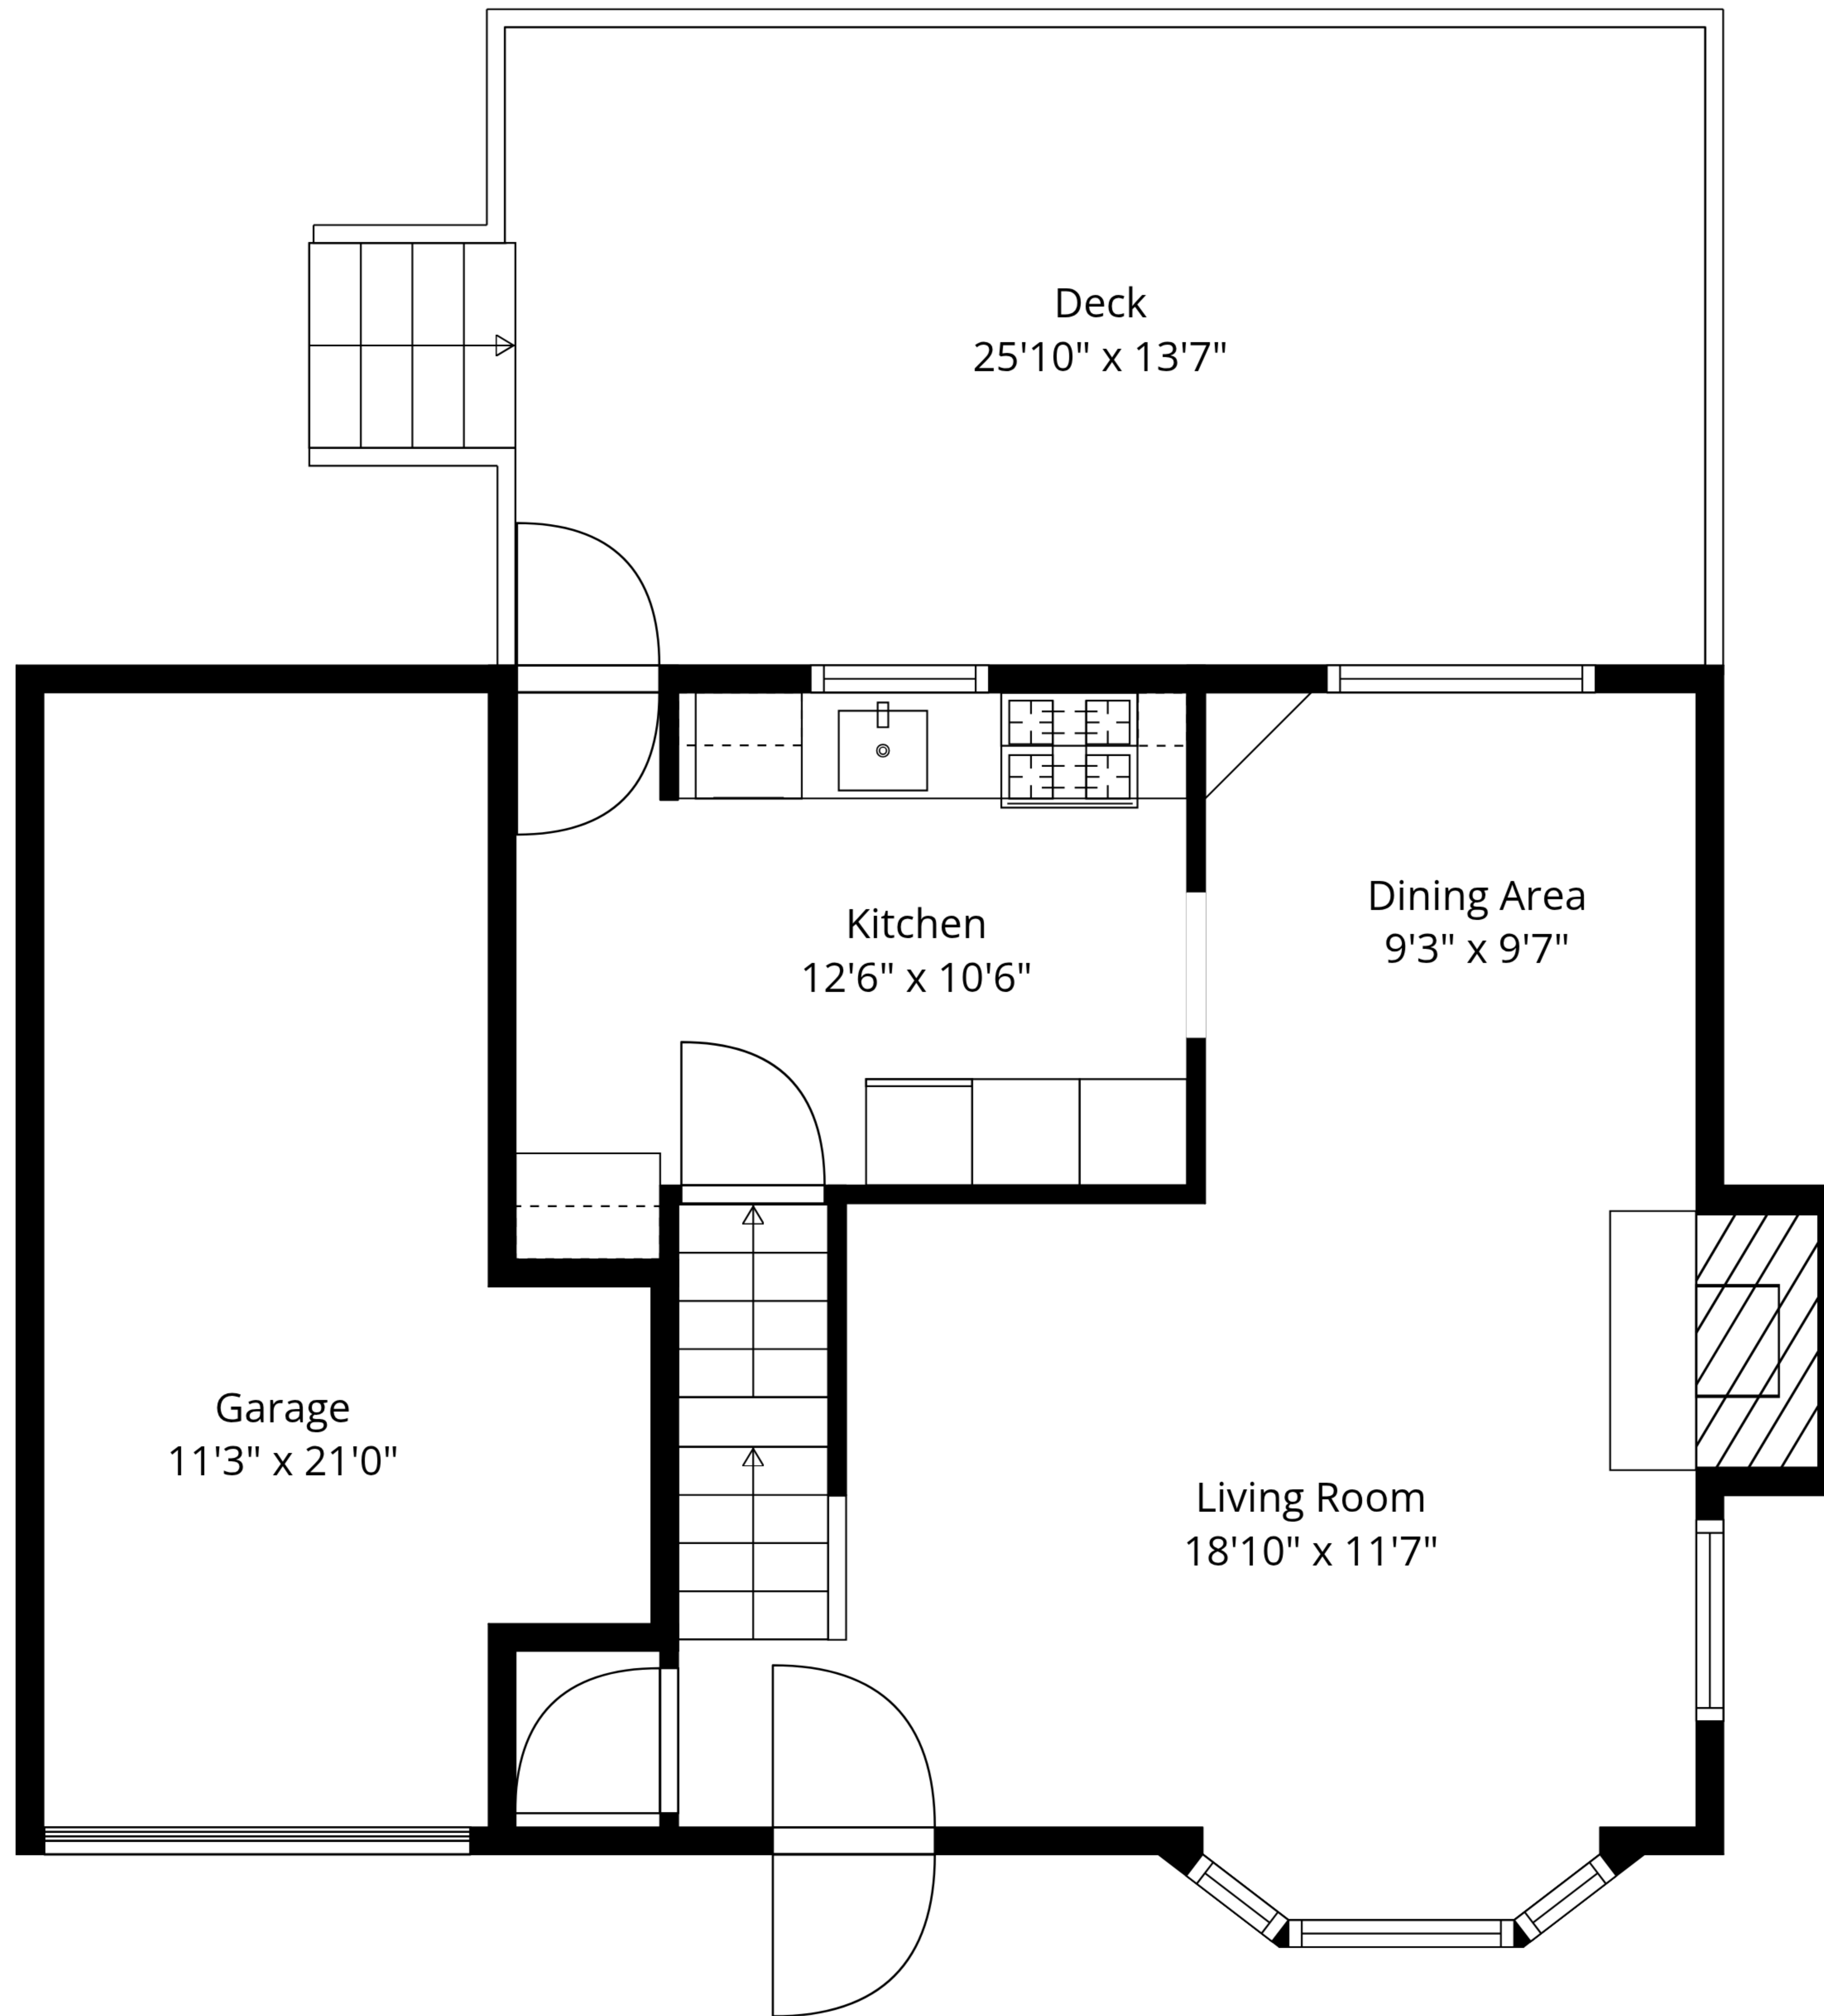 Deck
25'10" x 13'7"
Dining Area
9'3" x 9'7"
Kitchen
12'6" x 10'6"
Garage
11'3" x 21'0"
Living Room
18'10" x 11'7"